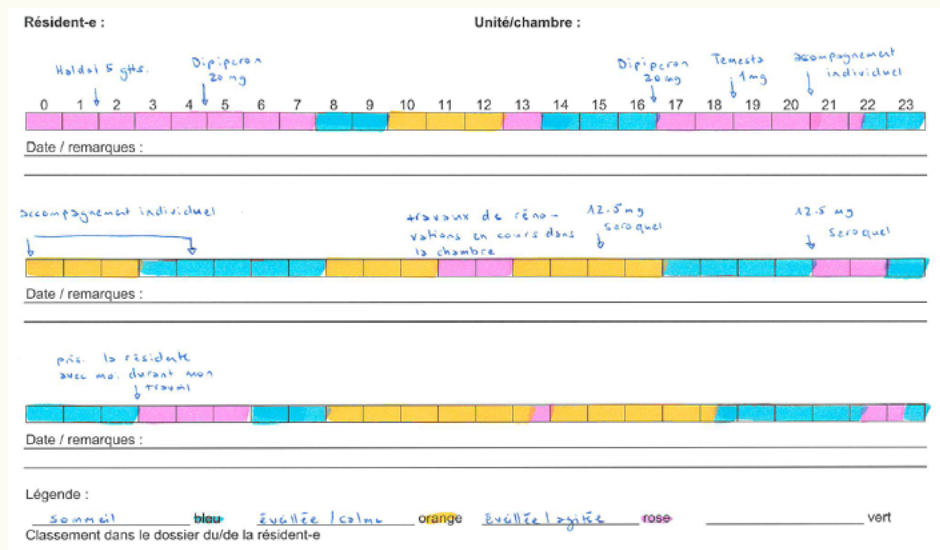 Résident-e : Unité/chambre :
Haldol 5 gtts. Dipiperon 20 mg Dipiperon 20 mg Temesta 1 mg accompagnement individuel
0 1 2 3 4 5 6 7 8 9 10 11 12 13 14 15 16 17 18 19 20 21 22 23
Date / remarques :
accompagnement individuel travaux de réno-vations en cours dans la chambre 12.5 mg Seroquel 12.5 mg Seroquel
Date / remarques :
pris la résidente
avec moi durant mon
travail
Date / remarques :
Légende :
sommeil bleu éveillée / calme orange éveillée / agitée rose vert
Classement dans le dossier du/de la résident-e